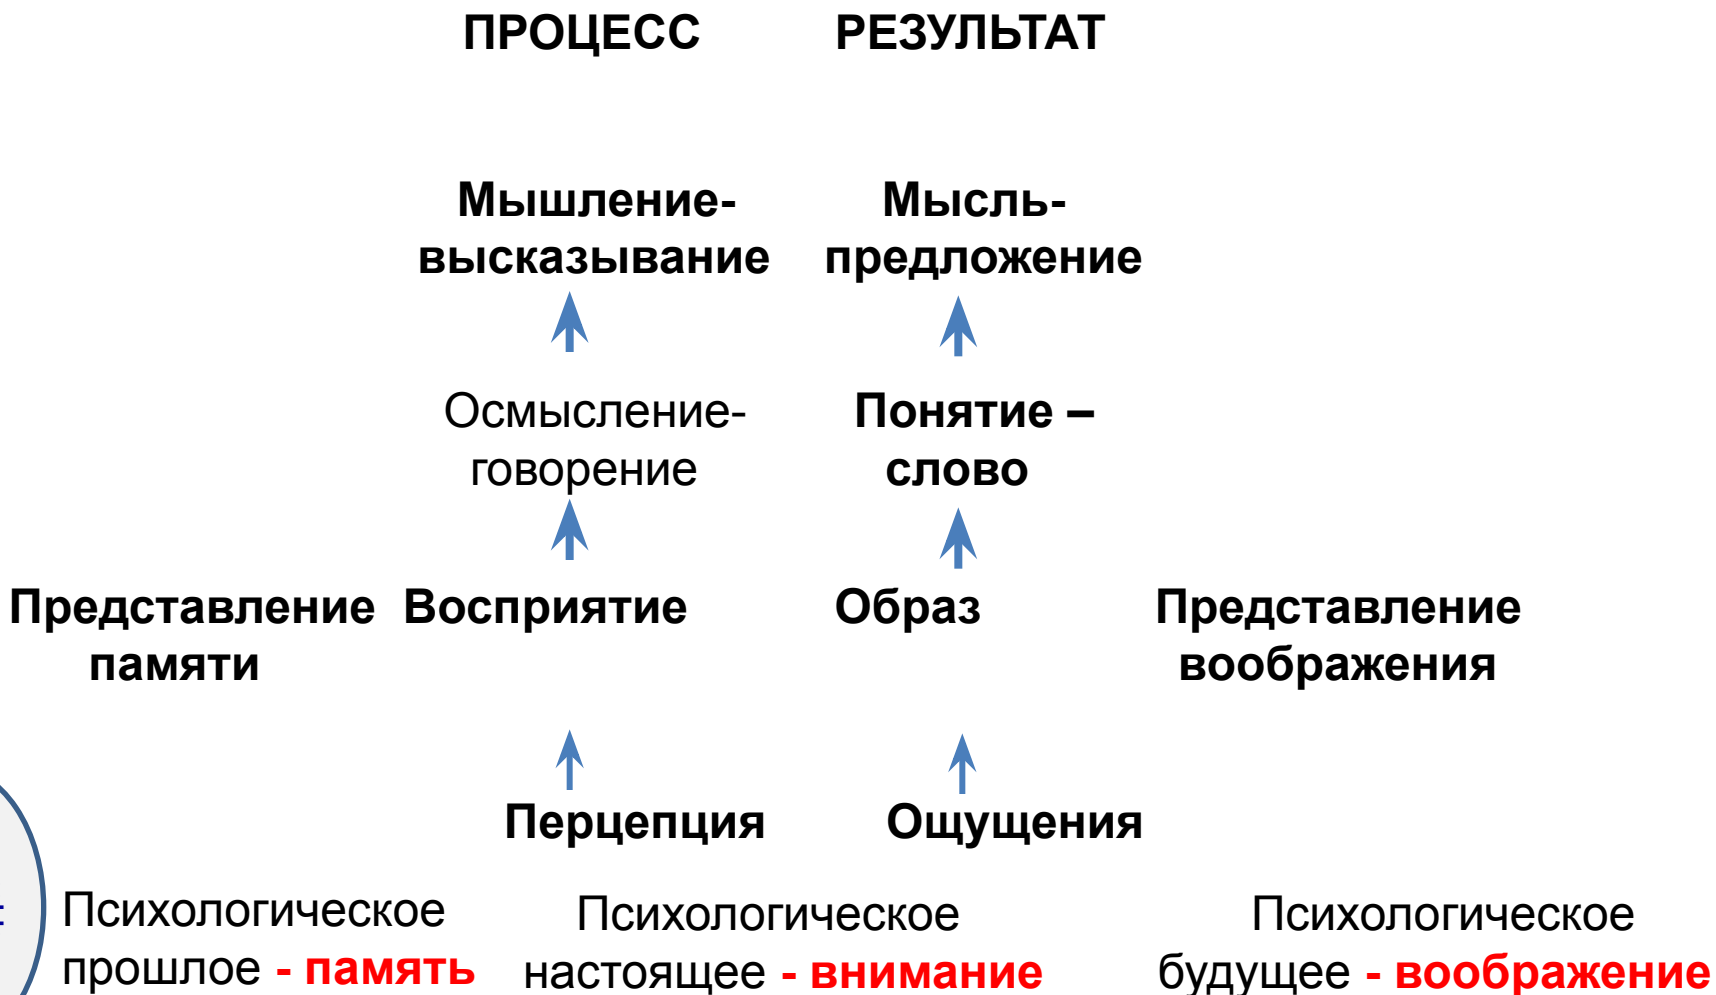 ПРОЦЕСС РЕЗУЛЬТАТ
Мышление- Мысль-
высказывание предложение
Осмысление- Понятие –
говорение слово
Представление Восприятие Образ Представление
памяти воображения
Перцепция Ощущения
Психологическое Психологическое Психологическое
прошлое - память настоящее - внимание будущее - воображение